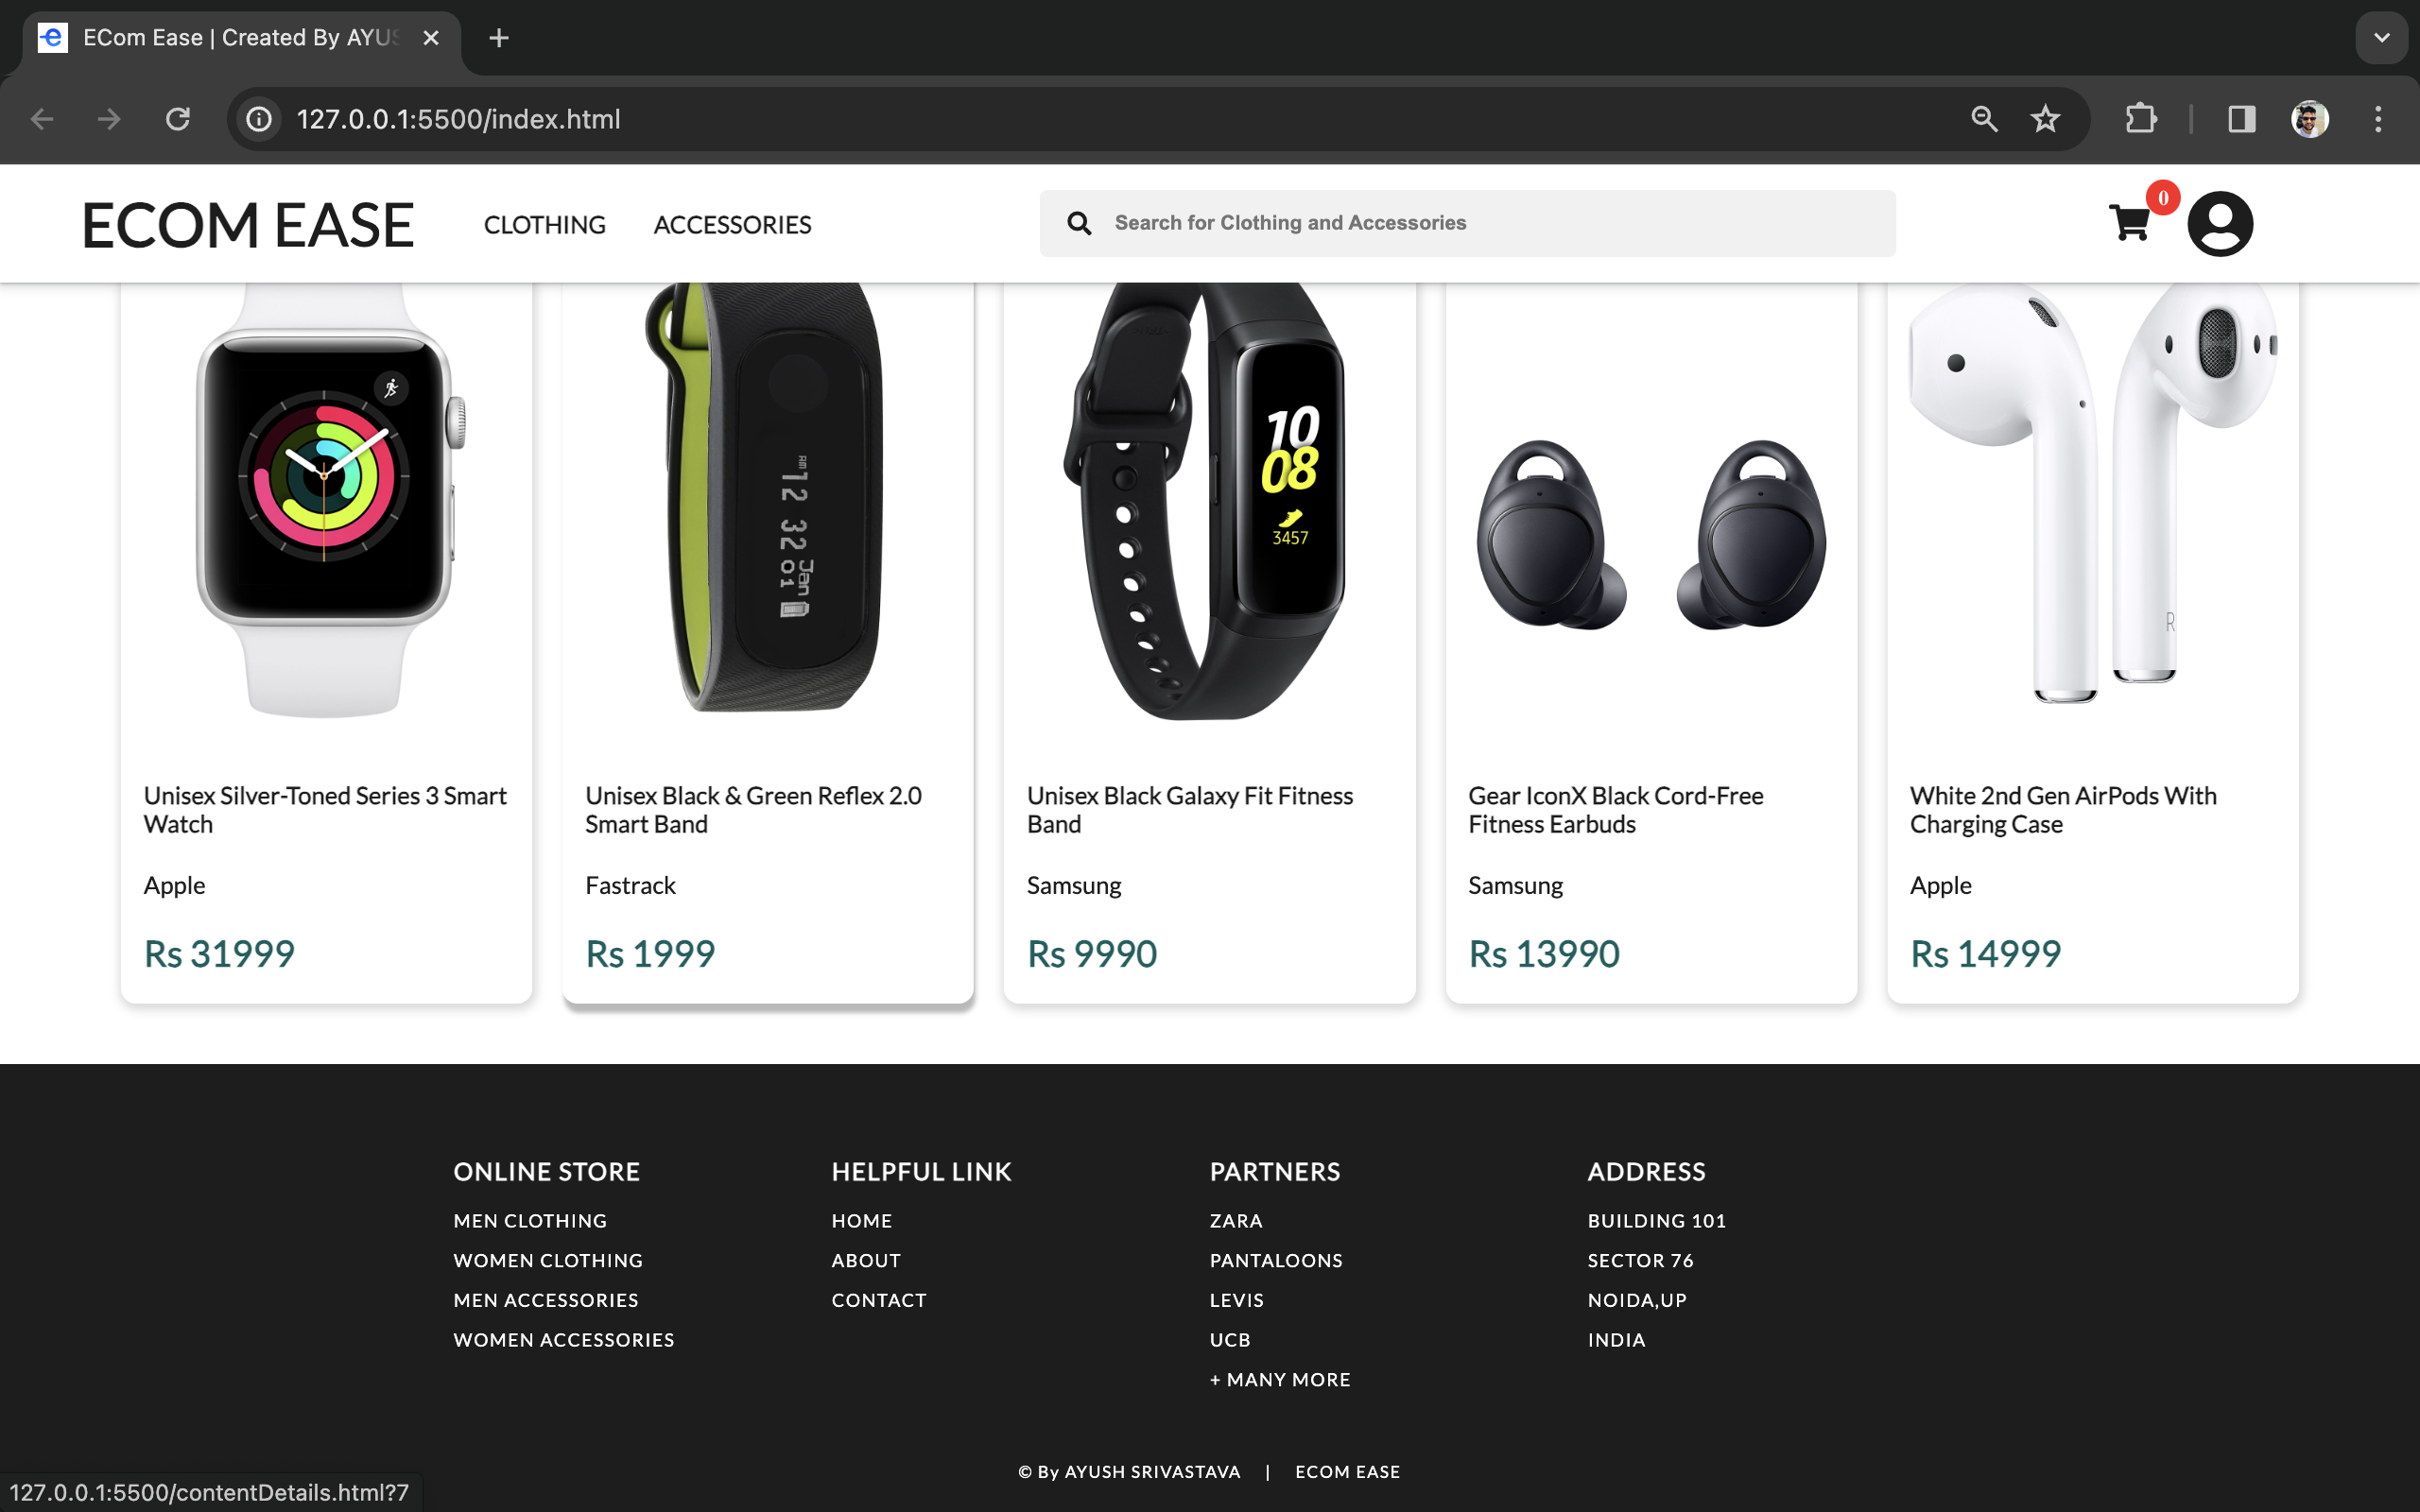 ECom Ease | Created By AYUS
127.0.0.1:5500/index.html
ECOM EASE
CLOTHING
ACCESSORIES
Search for Clothing and Accessories
0
AM
12 32
Jan
01
10
08
3457
R
Unisex Silver-Toned Series 3 Smart
Watch
Apple
Rs 31999
Unisex Black & Green Reflex 2.0
Smart Band
Fastrack
Rs 1999
Unisex Black Galaxy Fit Fitness
Band
Samsung
Rs 9990
Gear IconX Black Cord-Free
Fitness Earbuds
Samsung
Rs 13990
White 2nd Gen AirPods With
Charging Case
Apple
Rs 14999
ONLINE STORE
MEN CLOTHING
WOMEN CLOTHING
MEN ACCESSORIES
WOMEN ACCESSORIES
HELPFUL LINK
HOME
ABOUT
CONTACT
PARTNERS
ZARA
PANTALOONS
LEVIS
UCB
+ MANY MORE
ADDRESS
BUILDING 101
SECTOR 76
NOIDA,UP
INDIA
© By AYUSH SRIVASTAVA | ECOM EASE
127.0.0.1:5500/contentDetails.html?7